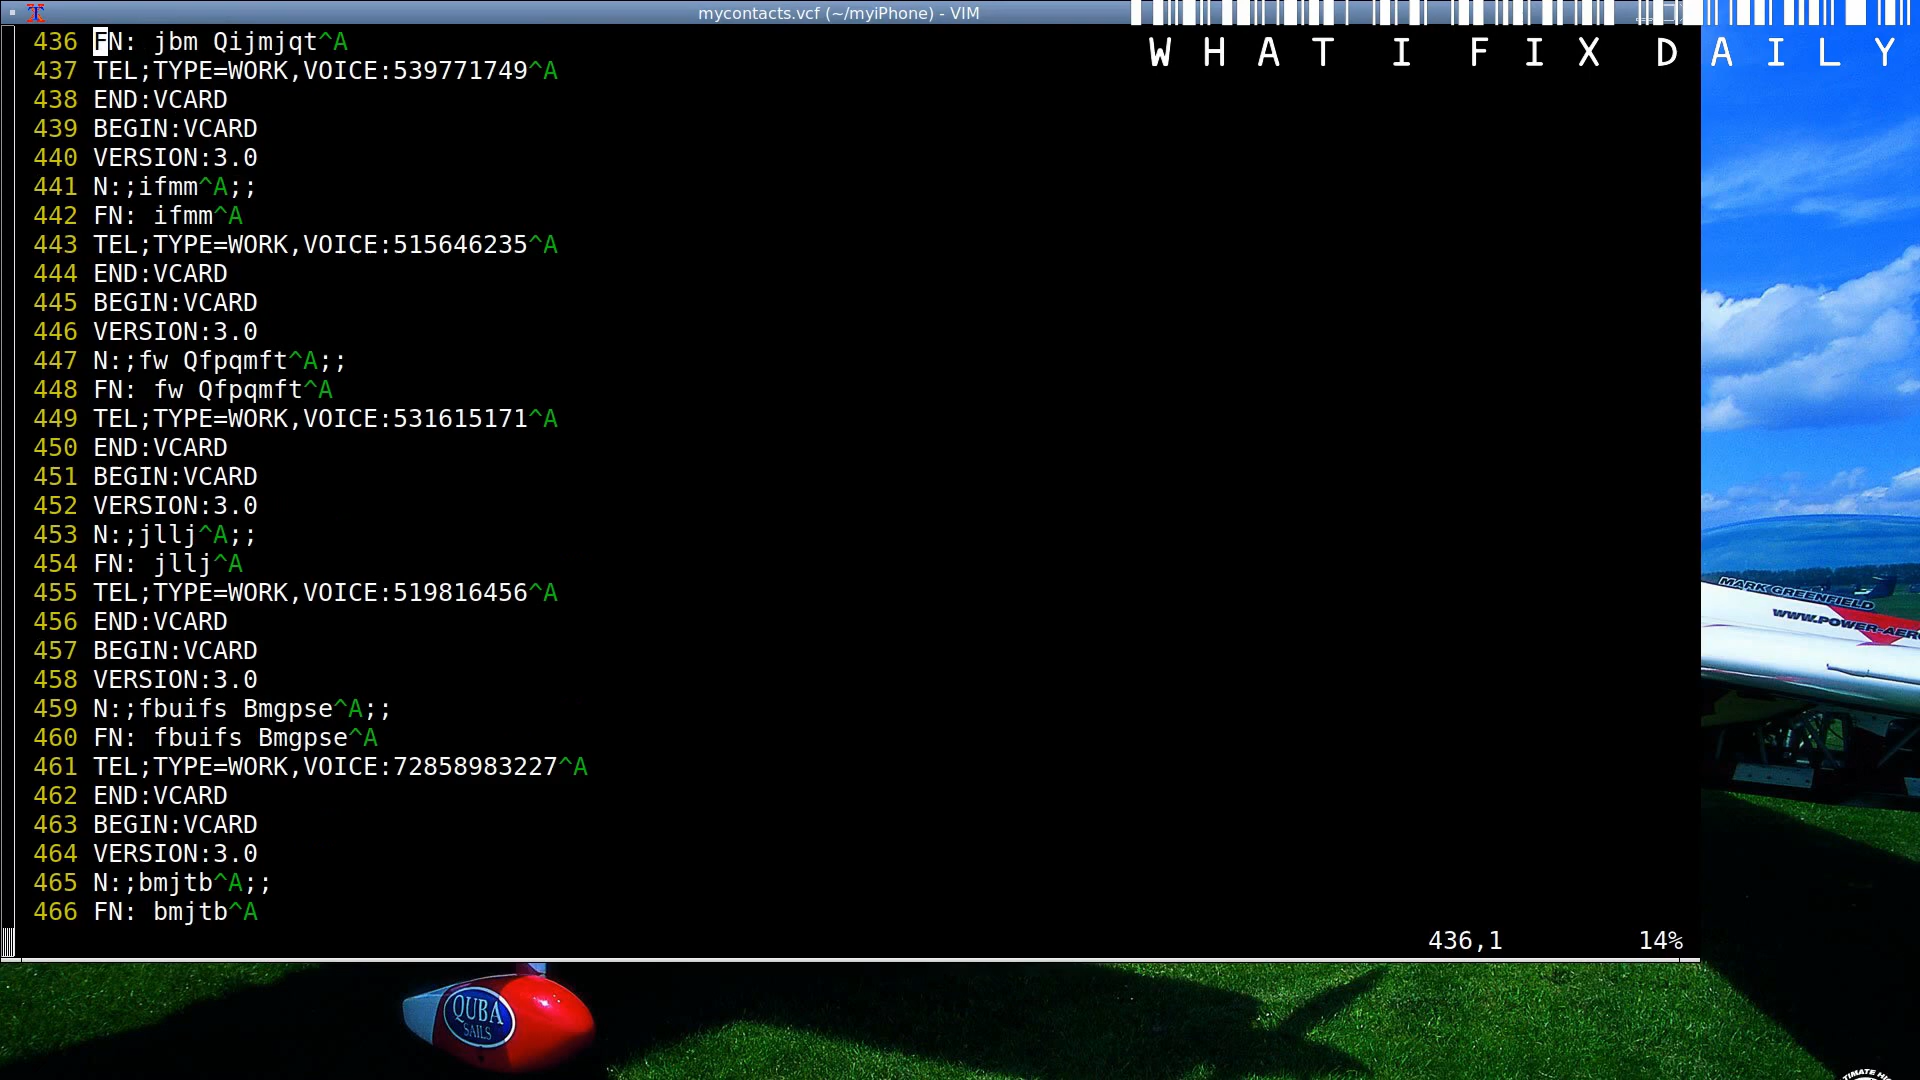 mycontacts.vcf (~/myiPhone) - VIM
WHAT I FIX DAILY
436 FN: jbm Qijmjqt^A
437 TEL;TYPE=WORK,VOICE:539771749^A
438 END:VCARD
439 BEGIN:VCARD
440 VERSION:3.0
441 N:;ifmm^A;;
442 FN: ifmm^A
443 TEL;TYPE=WORK,VOICE:515646235^A
444 END:VCARD
445 BEGIN:VCARD
446 VERSION:3.0
447 N:;fw Qfpqmft^A;;
448 FN: fw Qfpqmft^A
449 TEL;TYPE=WORK,VOICE:531615171^A
450 END:VCARD
451 BEGIN:VCARD
452 VERSION:3.0
453 N:;jllj^A;;
454 FN: jllj^A
455 TEL;TYPE=WORK,VOICE:519816456^A
456 END:VCARD
457 BEGIN:VCARD
458 VERSION:3.0
459 N:;fbuifs Bmgpse^A;;
460 FN: fbuifs Bmgpse^A
461 TEL;TYPE=WORK,VOICE:72858983227^A
462 END:VCARD
463 BEGIN:VCARD
464 VERSION:3.0
465 N:;bmjtb^A;;
466 FN: bmjtb^A
436,1 14%
MARK GREENFIELD
WWW.POWER-AERO
QUBA
SAILS